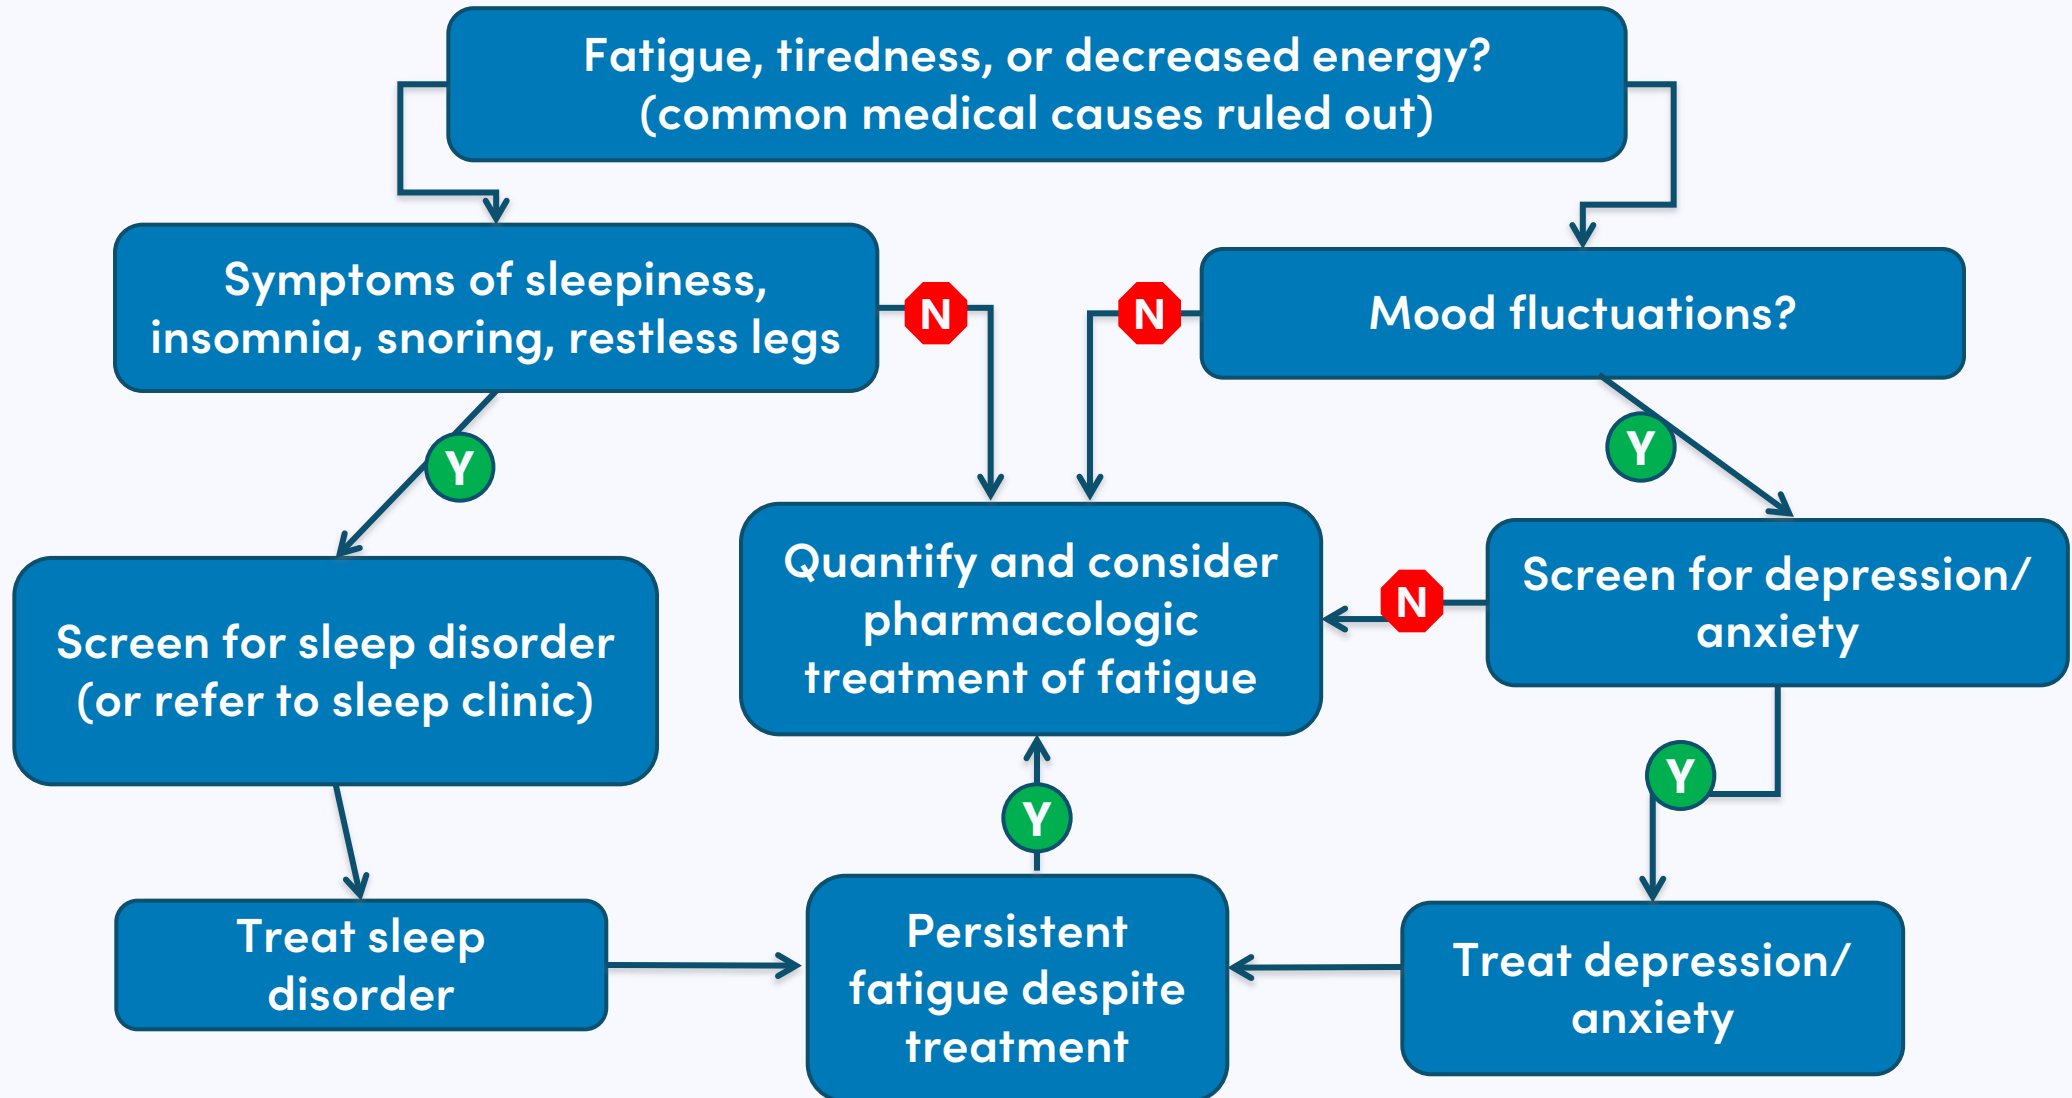 Fatigue, tiredness, or decreased energy?
(common medical causes ruled out)
Symptoms of sleepiness,
insomnia, snoring, restless legs
N
N
Mood fluctuations?
Y
Y
Quantify and consider
pharmacologic
treatment of fatigue
N
Screen for depression/
anxiety
Screen for sleep disorder
(or refer to sleep clinic)
Y
Y
Treat sleep
disorder
Persistent
fatigue despite
treatment
Treat depression/
anxiety